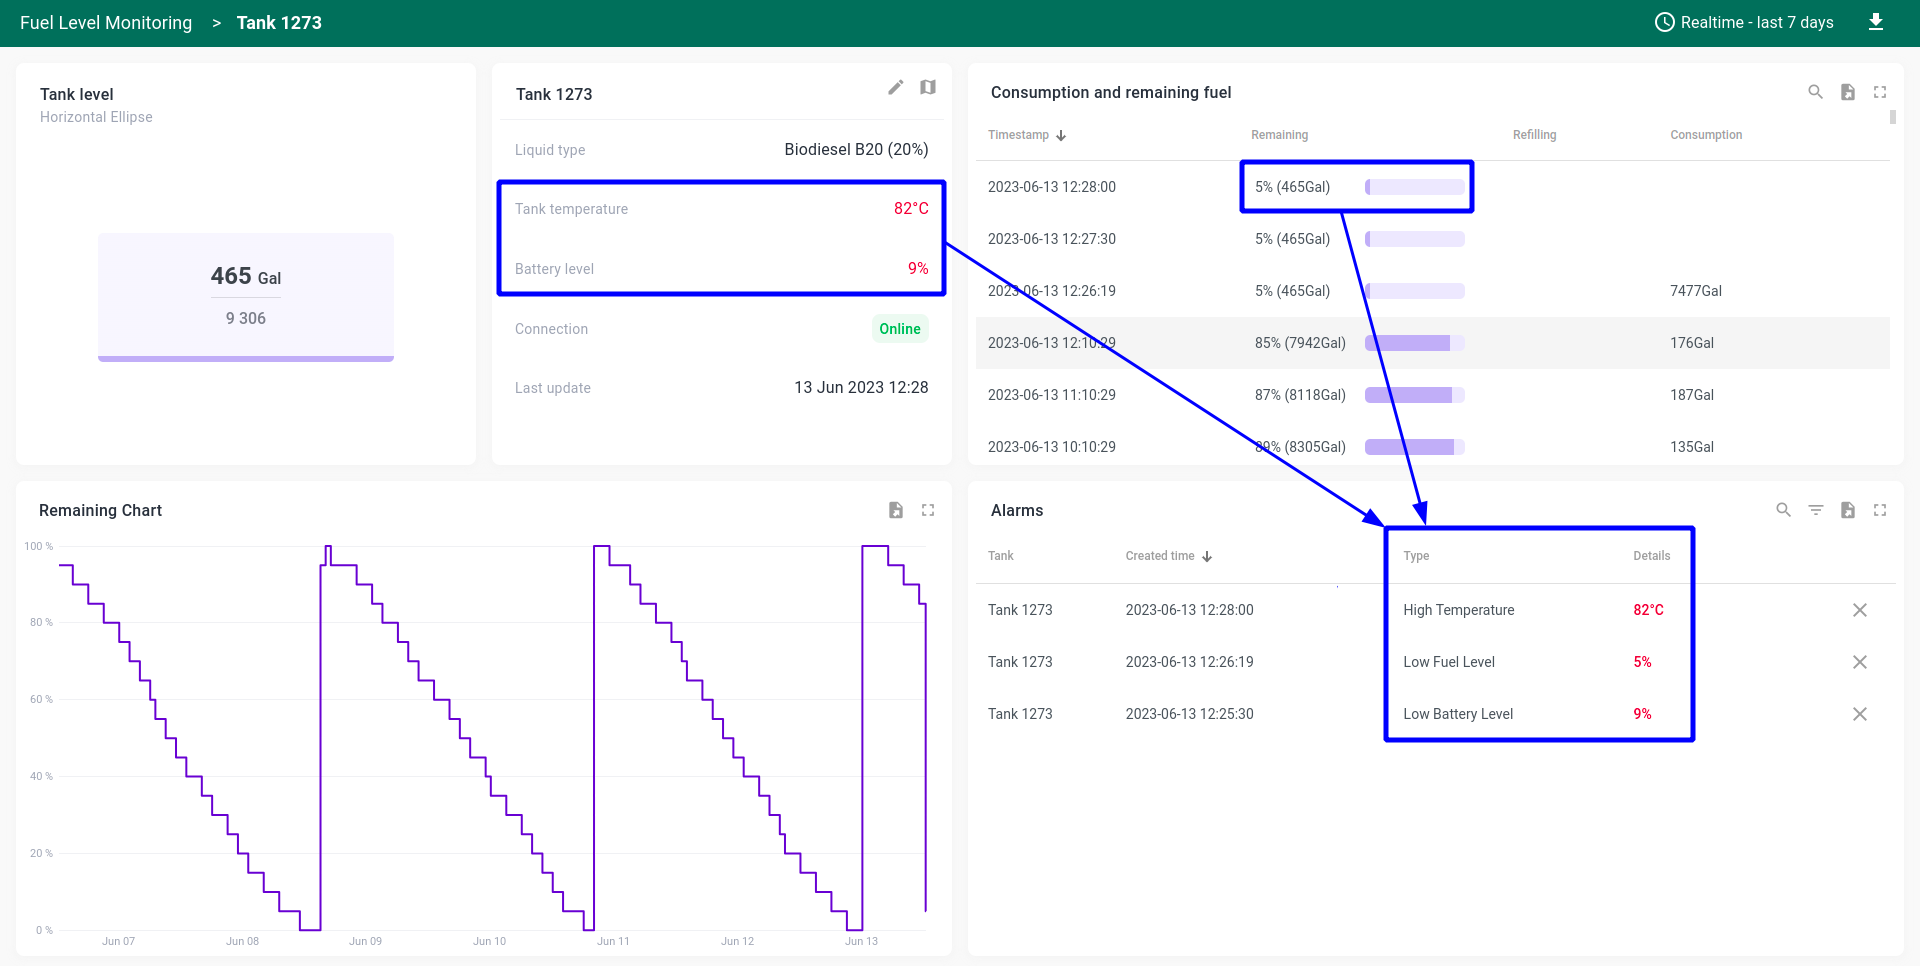 Fuel Level Monitoring > Tank 1273
Realtime - last 7 days
Tank level
Horizontal Ellipse
465 Gal
9 306
Tank 1273
Liquid type Biodiesel B20 (20%)
Tank temperature 82°C
Battery level 9%
Connection Online
Last update 13 Jun 2023 12:28
Consumption and remaining fuel
Timestamp Remaining Refilling Consumption
2023-06-13 12:28:00 5% (465Gal)
2023-06-13 12:27:30 5% (465Gal)
2023-06-13 12:26:19 5% (465Gal) 7477Gal
2023-06-13 12:10:29 85% (7942Gal) 176Gal
2023-06-13 11:10:29 87% (8118Gal) 187Gal
2023-06-13 10:10:29 89% (8305Gal) 135Gal
Remaining Chart
100 %
80 %
60 %
40 %
20 %
0 %
Jun 07 Jun 08 Jun 09 Jun 10 Jun 11 Jun 12 Jun 13
Alarms
Tank Created time Type Details
Tank 1273 2023-06-13 12:28:00 High Temperature 82°C
Tank 1273 2023-06-13 12:26:19 Low Fuel Level 5%
Tank 1273 2023-06-13 12:25:30 Low Battery Level 9%